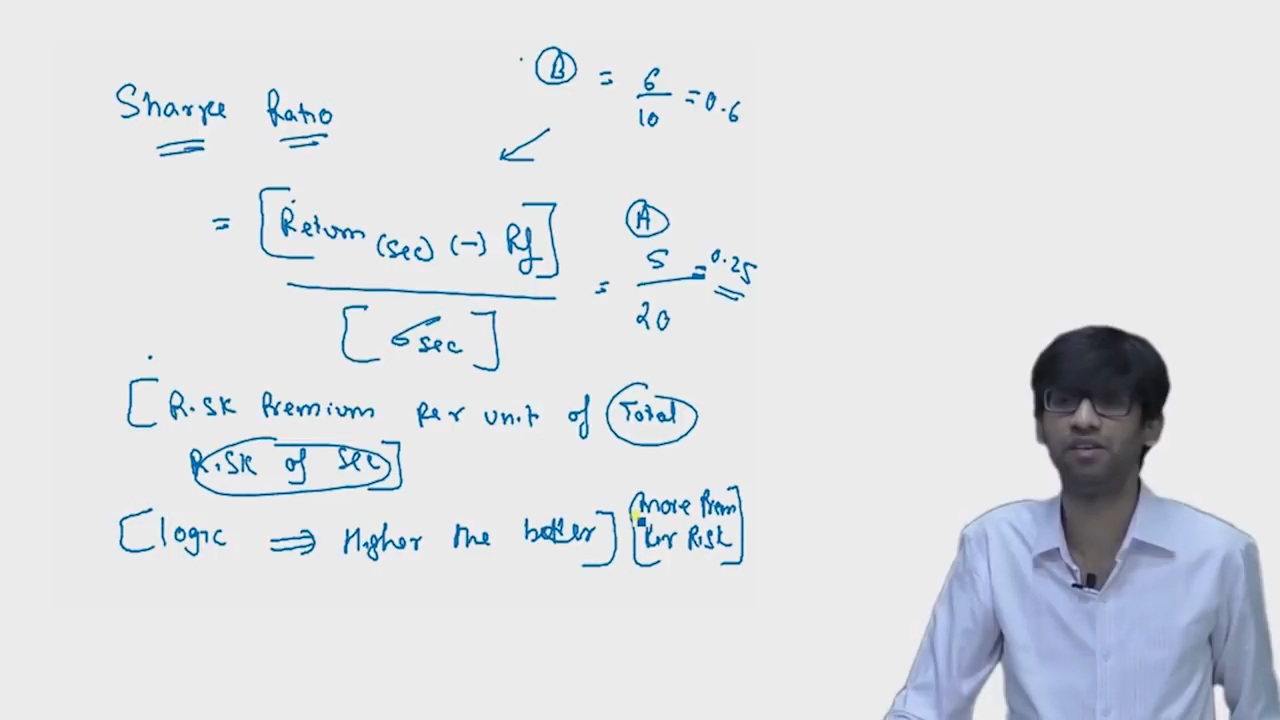 B = 6/10 = 0.6
Sharpe Ratio
= [Return (sec) (-) Rf] / [σ sec] = A 5/20 = 0.25
[Risk Premium Per unit of Total
Risk of sec]
[logic ⇒ Higher the better] [more Prem
Per Risk]